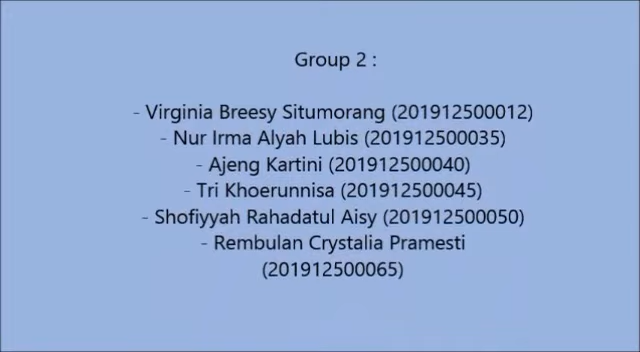 Group 2 :
- Virginia Breesy Situmorang (201912500012)
- Nur Irma Alyah Lubis (201912500035)
- Ajeng Kartini (201912500040)
- Tri Khoerunnisa (201912500045)
- Shofiyyah Rahadatul Aisy (201912500050)
- Rembulan Crystalia Pramesti
(201912500065)